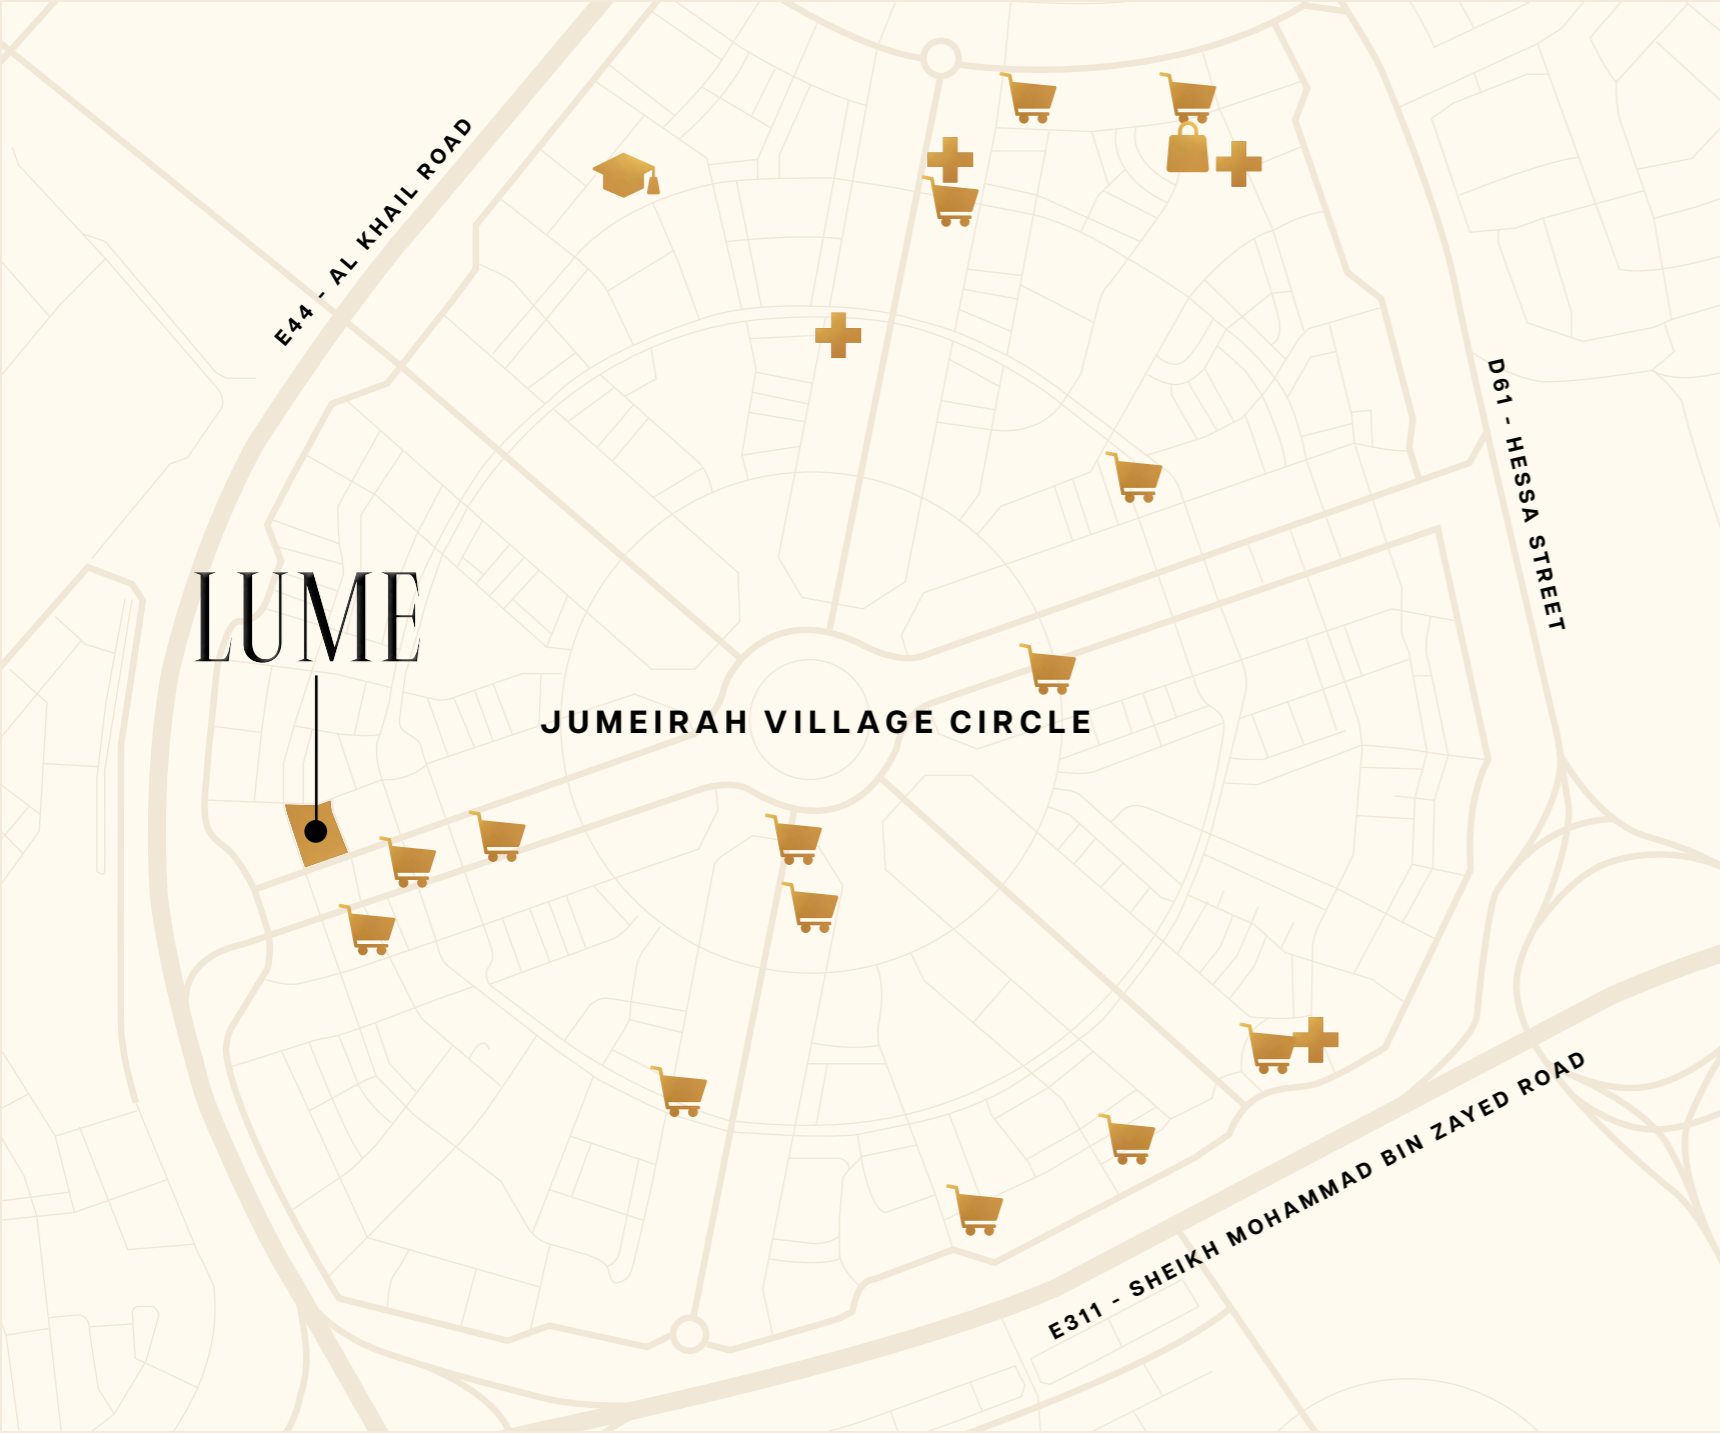 E44 - AL KHAIL ROAD
D61 - HESSA STREET
LUME
JUMEIRAH VILLAGE CIRCLE
E311 - SHEIKH MOHAMMAD BIN ZAYED ROAD